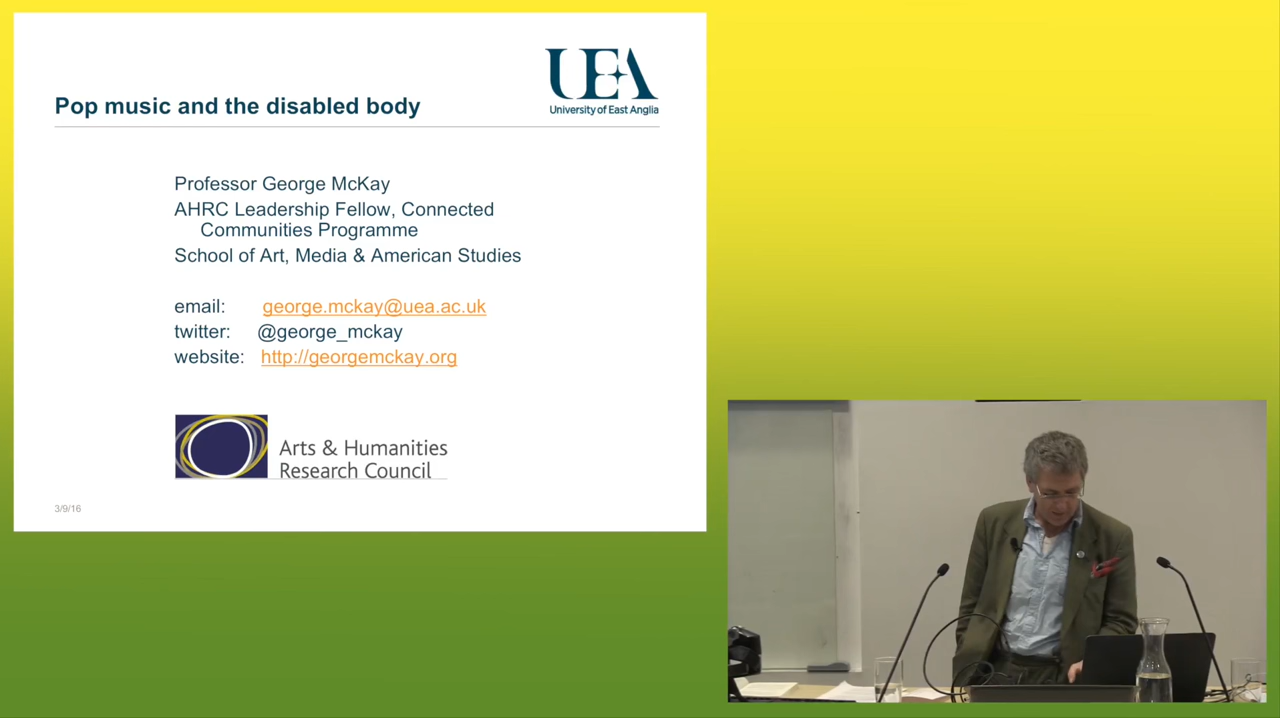 UEA
University of East Anglia
Pop music and the disabled body
Professor George McKay
AHRC Leadership Fellow, Connected
Communities Programme
School of Art, Media & American Studies
email: george.mckay@uea.ac.uk
twitter: @george_mckay
website: http://georgemckay.org
Arts & Humanities
Research Council
3/9/16